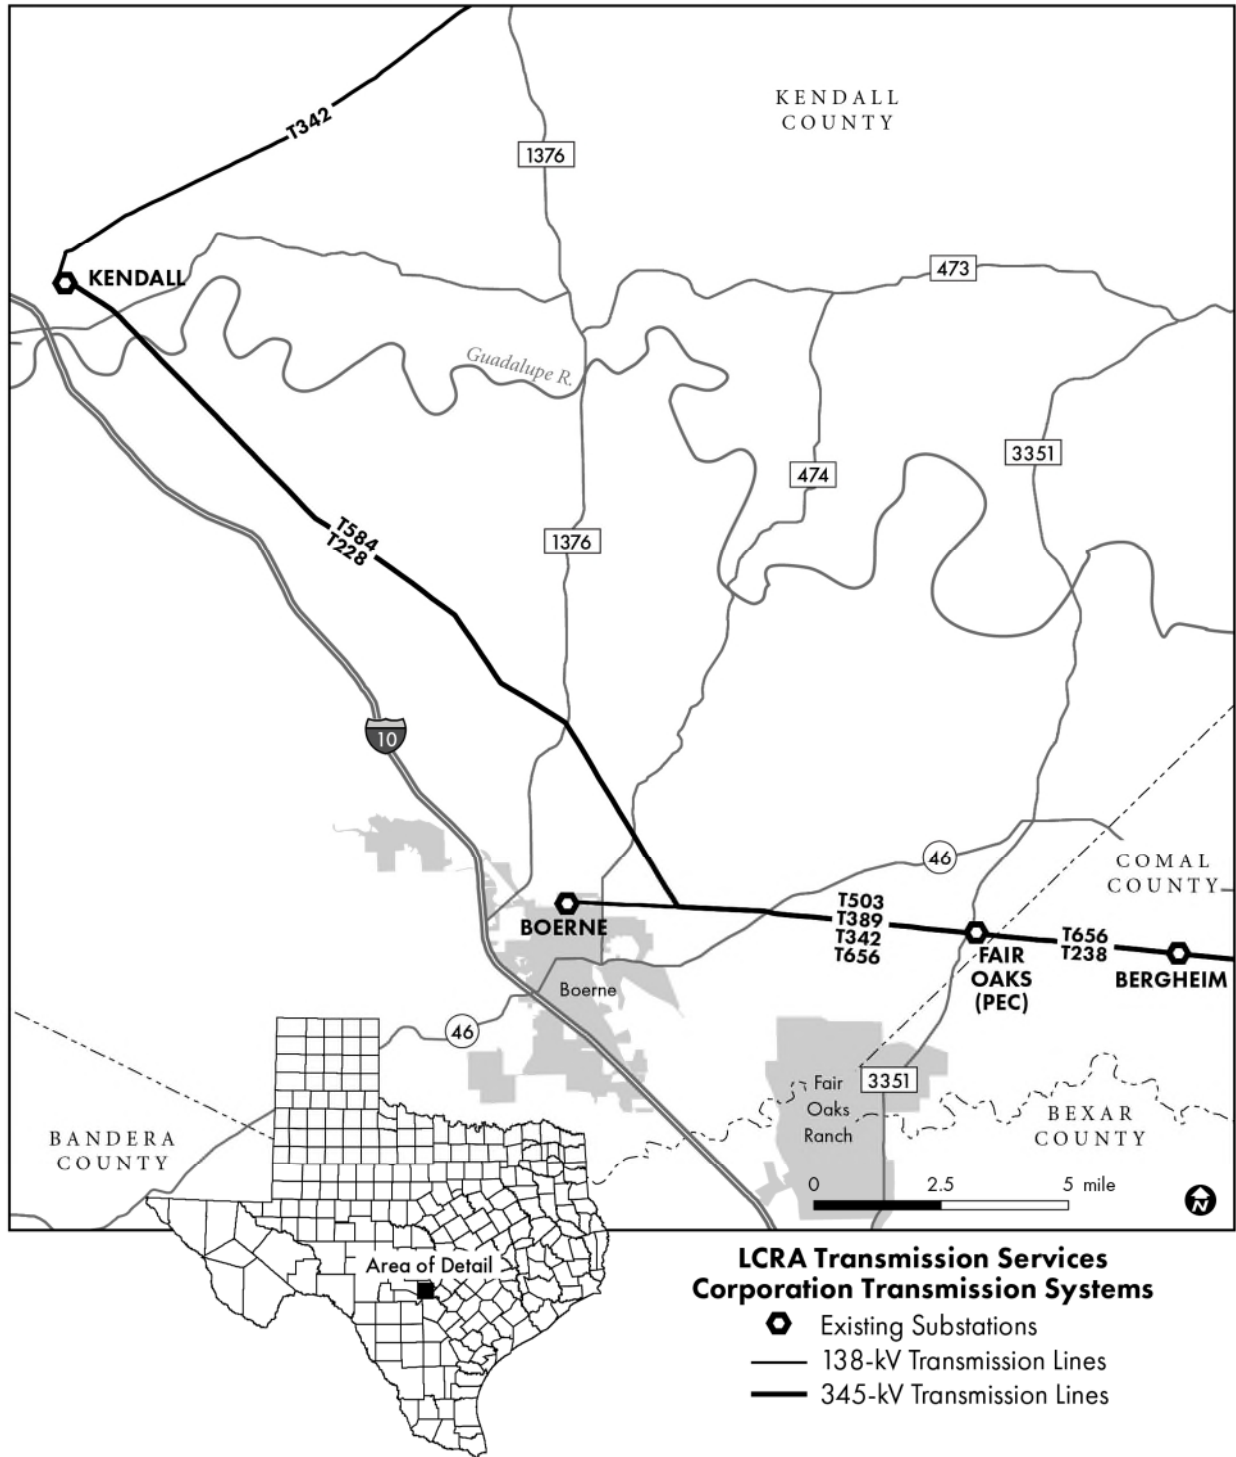 T342
KENDALL
COUNTY
1376
KENDALL
473
Guadalupe R.
3351
474
T584
T228
1376
10
46
COMAL
COUNTY
T503
T389
T342
T656
BOERNE
T656
T238
FAIR
OAKS
(PEC)
BERGHEIM
Boerne
46
3351
Fair
Oaks
Ranch
BEXAR
COUNTY
BANDERA
COUNTY
0 2.5 5 mile
N
Area of Detail
LCRA Transmission Services
Corporation Transmission Systems
Existing Substations
138-kV Transmission Lines
345-kV Transmission Lines